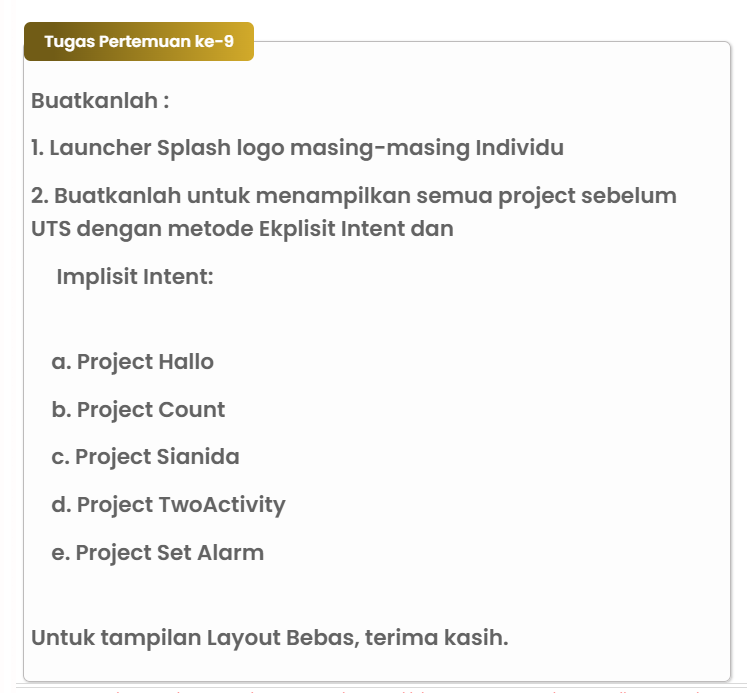 Tugas Pertemuan ke-9
Buatkanlah :
1. Launcher Splash logo masing-masing Individu
2. Buatkanlah untuk menampilkan semua project sebelum
UTS dengan metode Ekplisit Intent dan
Implisit Intent:
a. Project Hallo
b. Project Count
c. Project Sianida
d. Project TwoActivity
e. Project Set Alarm
Untuk tampilan Layout Bebas, terima kasih.